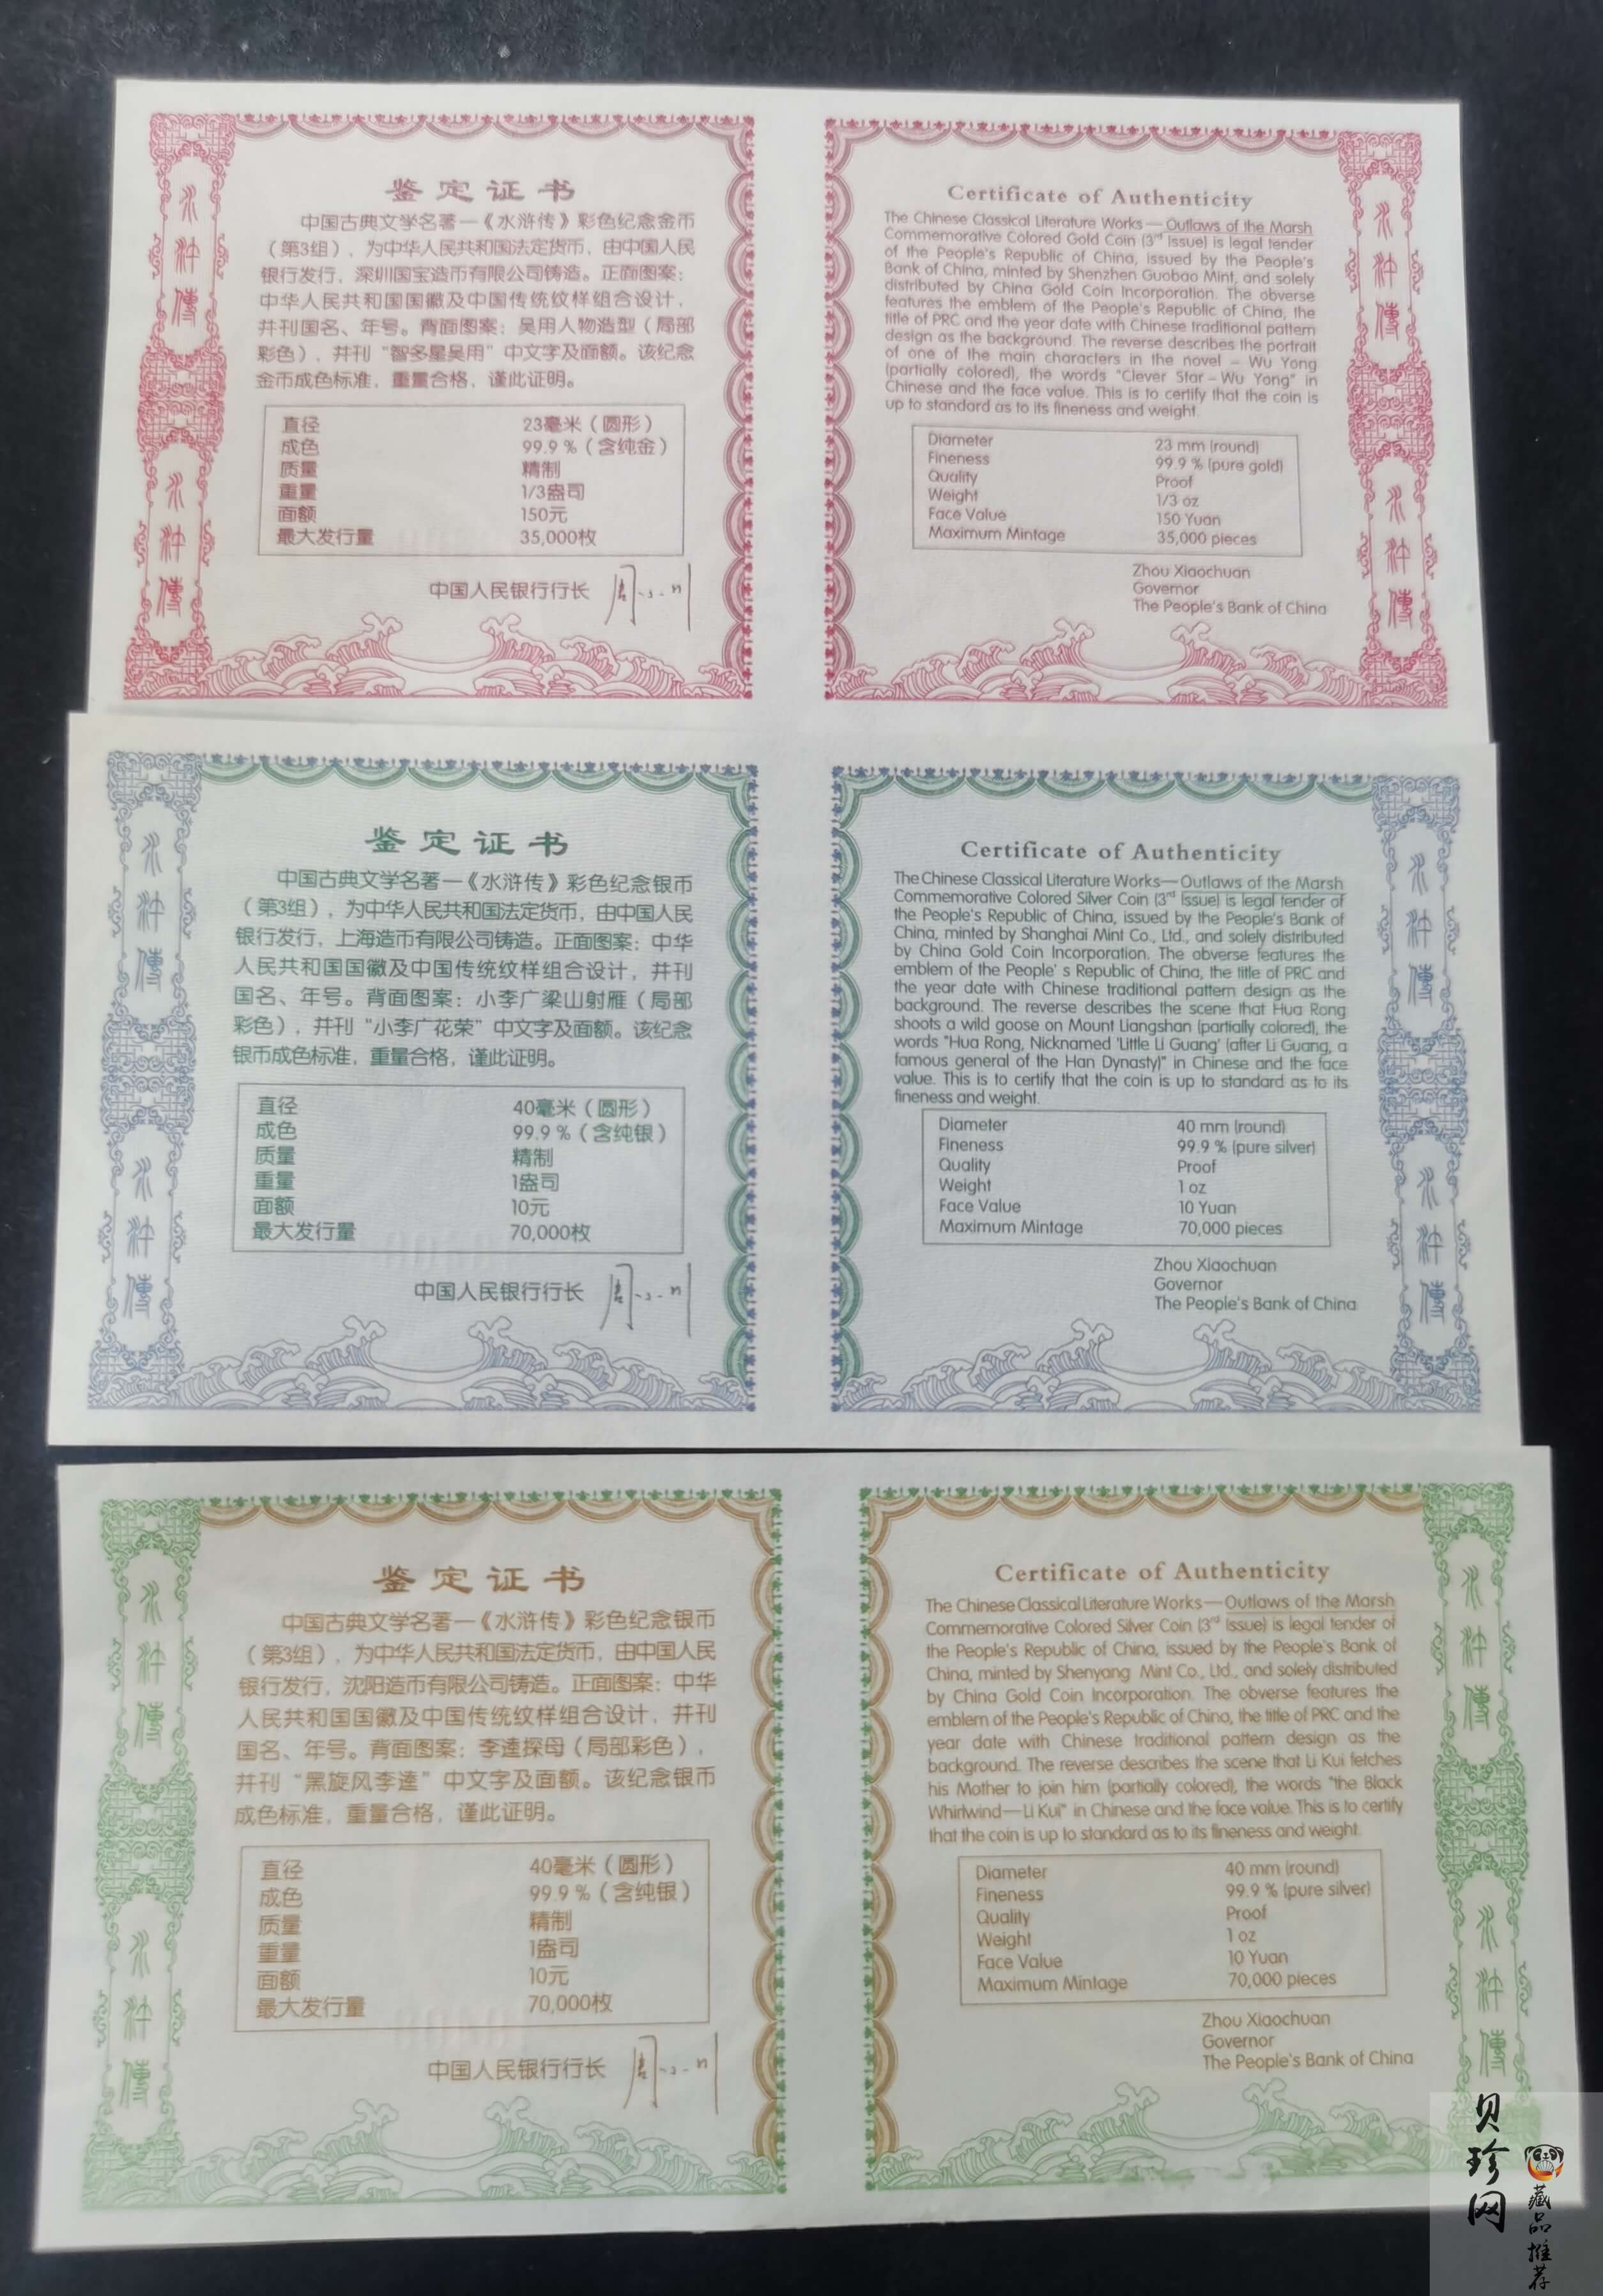 鉴定证书
中国古典文学名著—《水浒传》彩色纪念金币
（第3组），为中华人民共和国法定货币，由中国人民
银行发行，深圳国宝造币有限公司铸造。正面图案：
中华人民共和国国徽及中国传统纹样组合设计，
并刊国名、年号。背面图案：吴用人物造型（局部
彩色），并刊“智多星吴用”中文字及面额。该纪念
金币成色标准，重量合格，谨此证明。
直径 23毫米（圆形）
成色 99.9％（含纯金）
质量 精制
重量 1/3盎司
面额 150元
最大发行量 35,000枚
中国人民银行行长
水浒傳
水浒傳
Certificate of Authenticity
The Chinese Classical Literature Works—Outlaws of the Marsh
Commemorative Colored Gold Coin (3rd Issue) is legal tender
of the People's Republic of China, issued by the People's
Bank of China, minted by Shenzhen Guobao Mint, and solely
distributed by China Gold Coin Incorporation. The obverse
features the emblem of the People's Republic of China, the
title of PRC and the year date with Chinese traditional pattern
design as the background. The reverse describes the portrait
of one of the main characters in the novel – Wu Yong
(partially colored), the words "Clever Star – Wu Yong" in
Chinese and the face value. This is to certify that the coin is
up to standard as to its fineness and weight.
Diameter 23 mm (round)
Fineness 99.9 % (pure gold)
Quality Proof
Weight 1/3 oz
Face Value 150 Yuan
Maximum Mintage 35,000 pieces
Zhou Xiaochuan
Governor
The People's Bank of China
水浒傳
水浒傳
鉴定证书
中国古典文学名著—《水浒传》彩色纪念银币
（第3组），为中华人民共和国法定货币，由中国人民
银行发行，上海造币有限公司铸造。正面图案：中华
人民共和国国徽及中国传统纹样组合设计，并刊
国名、年号。背面图案：小李广梁山射雁（局部
彩色），并刊“小李广花荣”中文字及面额。该纪念
银币成色标准，重量合格，谨此证明。
直径 40毫米（圆形）
成色 99.9％（含纯银）
质量 精制
重量 1盎司
面额 10元
最大发行量 70,000枚
中国人民银行行长
水浒傳
水浒傳
Certificate of Authenticity
The Chinese Classical Literature Works—Outlaws of the Marsh
Commemorative Colored Silver Coin (3rd Issue) is legal tender of
the People's Republic of China, issued by the People's Bank of
China, minted by Shanghai Mint Co., Ltd., and solely distributed
by China Gold Coin Incorporation. The obverse features the
emblem of the People' s Republic of China, the title of PRC and
the year date with Chinese traditional pattern design as the
background. The reverse describes the scene that Hua Rong
shoots a wild goose on Mount Liangshan (partially colored), the
words "Hua Rong, Nicknamed 'Little Li Guang' (after Li Guang, a
famous general of the Han Dynasty)" in Chinese and the face
value. This is to certify that the coin is up to standard as to its
fineness and weight.
Diameter 40 mm (round)
Fineness 99.9 % (pure silver)
Quality Proof
Weight 1 oz
Face Value 10 Yuan
Maximum Mintage 70,000 pieces
Zhou Xiaochuan
Governor
The People's Bank of China
水浒傳
水浒傳
鉴定证书
中国古典文学名著—《水浒传》彩色纪念银币
（第3组），为中华人民共和国法定货币，由中国人民
银行发行，沈阳造币有限公司铸造。正面图案：中华
人民共和国国徽及中国传统纹样组合设计，并刊
国名、年号。背面图案：李逵探母（局部彩色），
并刊“黑旋风李逵”中文字及面额。该纪念银币
成色标准，重量合格，谨此证明。
直径 40毫米（圆形）
成色 99.9％（含纯银）
质量 精制
重量 1盎司
面额 10元
最大发行量 70,000枚
中国人民银行行长
水浒傳
水浒傳
Certificate of Authenticity
The Chinese Classical Literature Works—Outlaws of the Marsh
Commemorative Colored Silver Coin (3rd Issue) is legal tender of
the People's Republic of China, issued by the People's Bank of
China, minted by Shenyang Mint Co., Ltd., and solely distributed
by China Gold Coin Incorporation. The obverse features the
emblem of the People's Republic of China, the title of PRC and the
year date with Chinese traditional pattern design as the
background. The reverse describes the scene that Li Kui fetches
his Mother to join him (partially colored), the words "the Black
Whirlwind—Li Kui" in Chinese and the face value. This is to certify
that the coin is up to standard as to its fineness and weight.
Diameter 40 mm (round)
Fineness 99.9 % (pure silver)
Quality Proof
Weight 1 oz
Face Value 10 Yuan
Maximum Mintage 70,000 pieces
Zhou Xiaochuan
Governor
The People's Bank of China
水浒傳
水浒傳
贝珍网
藏品推荐